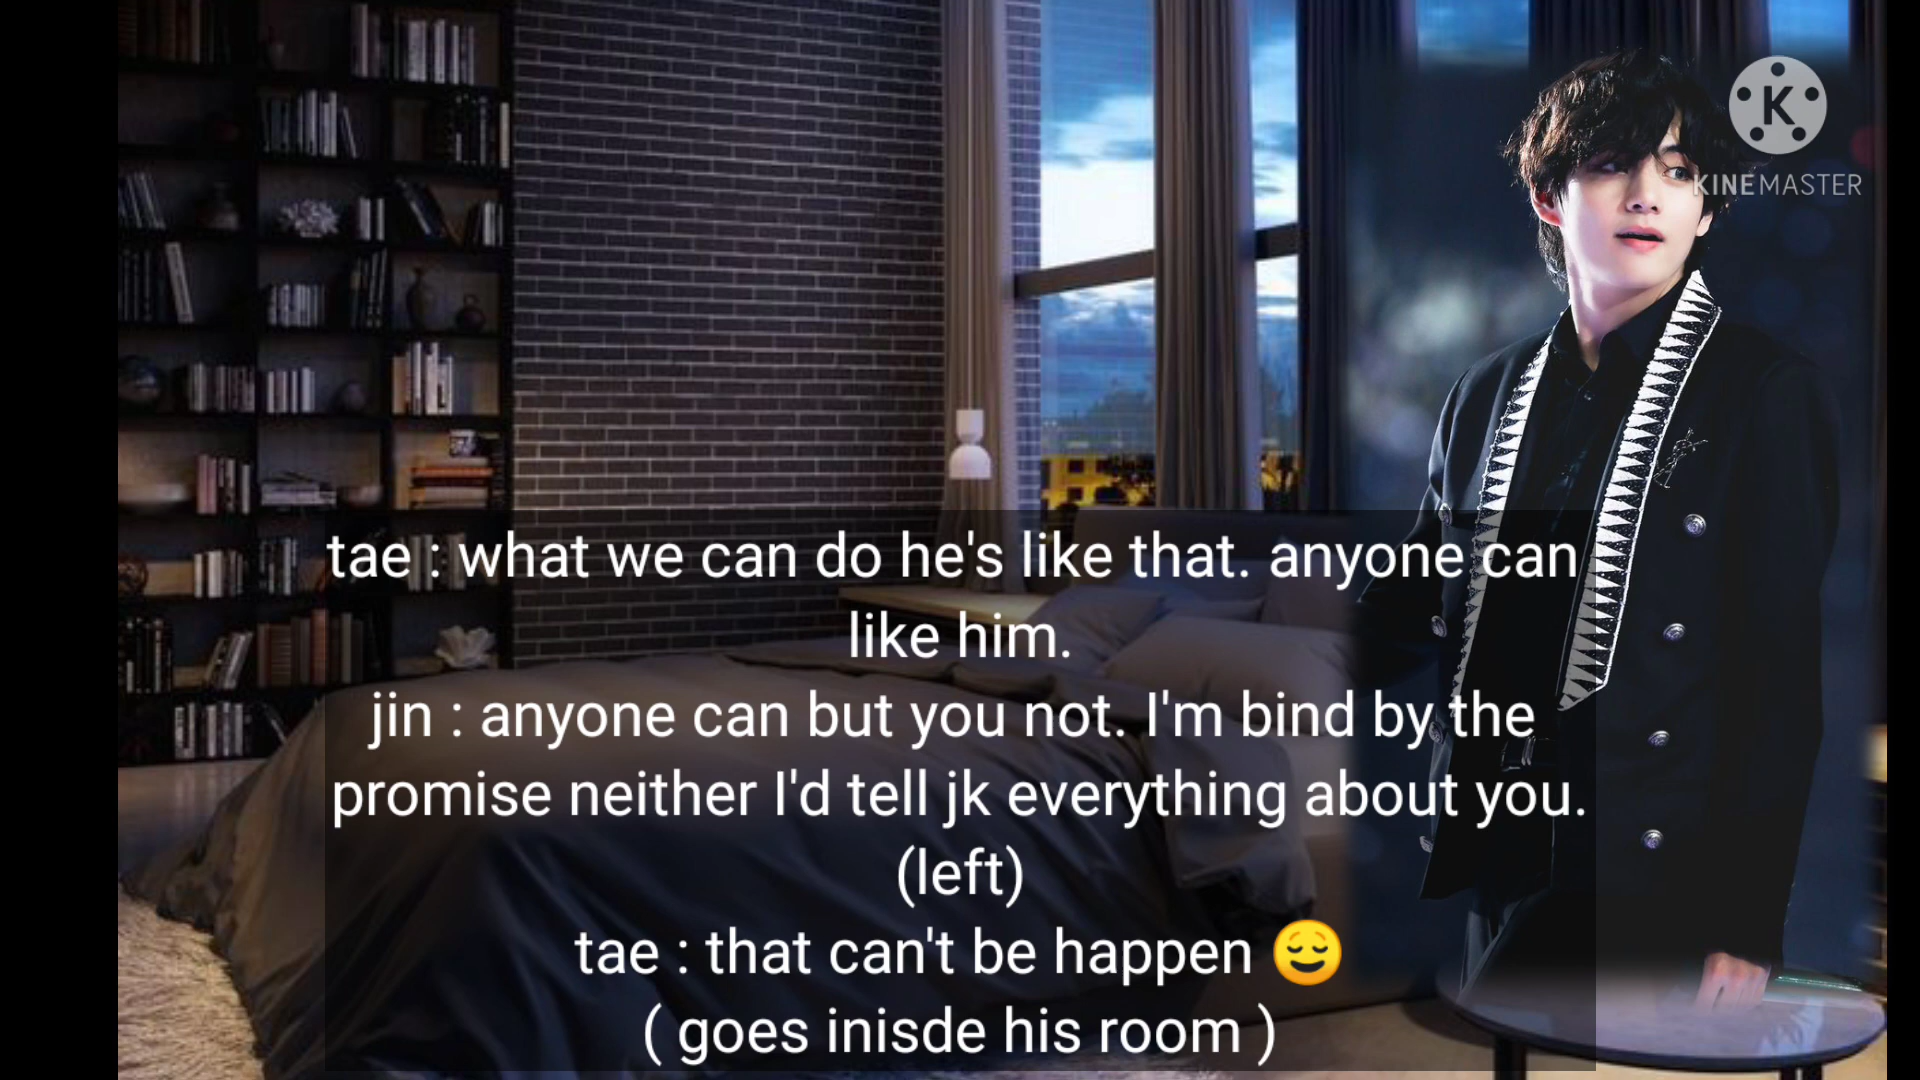 K
KINEMASTER
tae : what we can do he's like that. anyone can
like him.
jin : anyone can but you not. I'm bind by the
promise neither I'd tell jk everything about you.
(left)
tae : that can't be happen 😌
( goes inisde his room )